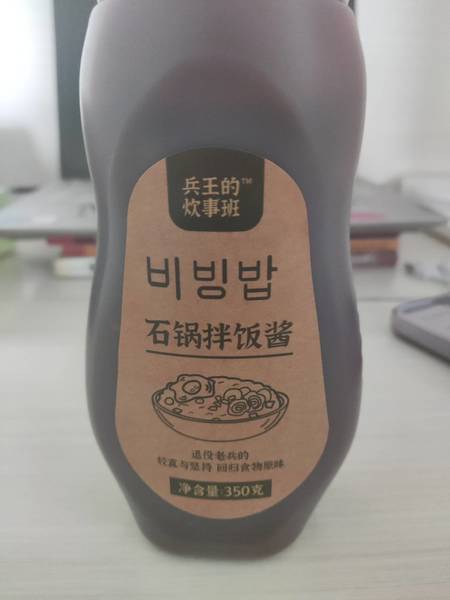 兵王的™
炊事班
비빙밥
石锅拌饭酱
退役老兵的
较真与坚持 回归食物原味
净含量:350克